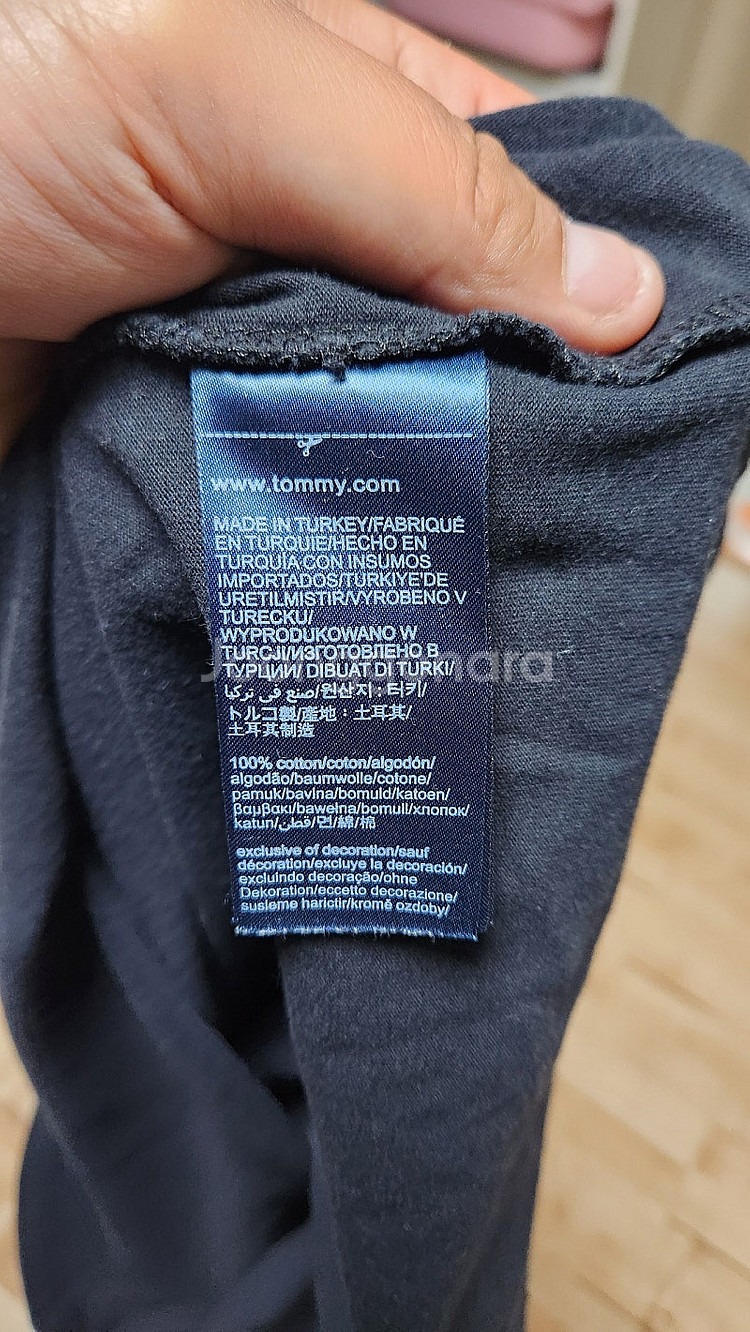 www.tommy.com
MADE IN TURKEY/FABRIQUÉ
EN TURQUIE/HECHO EN
TURQUÍA CON INSUMOS
IMPORTADOS/TÜRKIYE'DE
URETILMISTIR/VYROBENO V
TURECKU/
WYPRODUKOWANO W
TURCJI/ИЗГОТОВЛЕНО В
ТУРЦИИ/ DIBUAT DI TURKI/
صنع في تركيا/원산지 : 터키/
トルコ製/產地：土耳其/
土耳其制造
100% cotton/coton/algodón/
algodão/baumwolle/cotone/
pamuk/bavlna/bomuld/katoen/
βαμβακι/bawełna/bomull/хлопок/
katun/قطن/면/綿/棉
exclusive of decoration/sauf
décoration/excluye la decoración/
excluindo decoração/ohne
Dekoration/eccetto decorazione/
susleme harictir/kromě ozdoby/